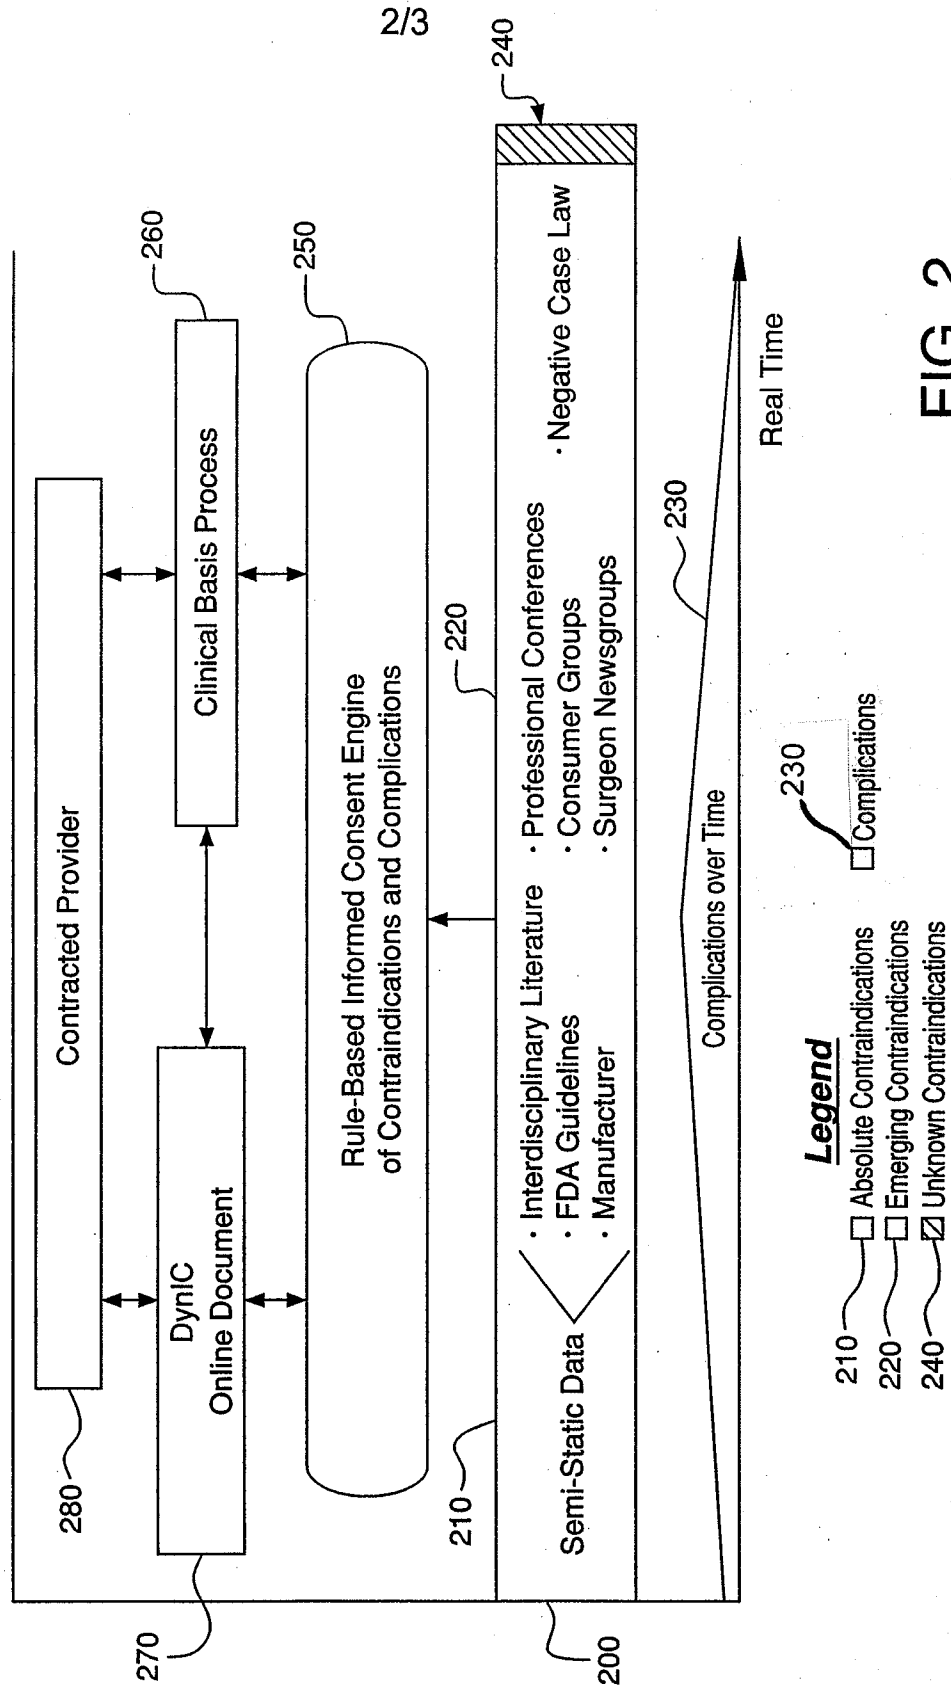 2/3
280
Contracted Provider
270
DynIC
Online Document
Clinical Basis Process
260
Rule-Based Informed Consent Engine
of Contraindications and Complications
250
210
220
240
200
Semi-Static Data
· Interdisciplinary Literature
· FDA Guidelines
· Manufacturer
· Professional Conferences
· Consumer Groups
· Surgeon Newsgroups
· Negative Case Law
Complications over Time
230
Real Time
Legend
210 Absolute Contraindications
220 Emerging Contraindications
240 Unknown Contraindications
230
Complications
FIG. 2